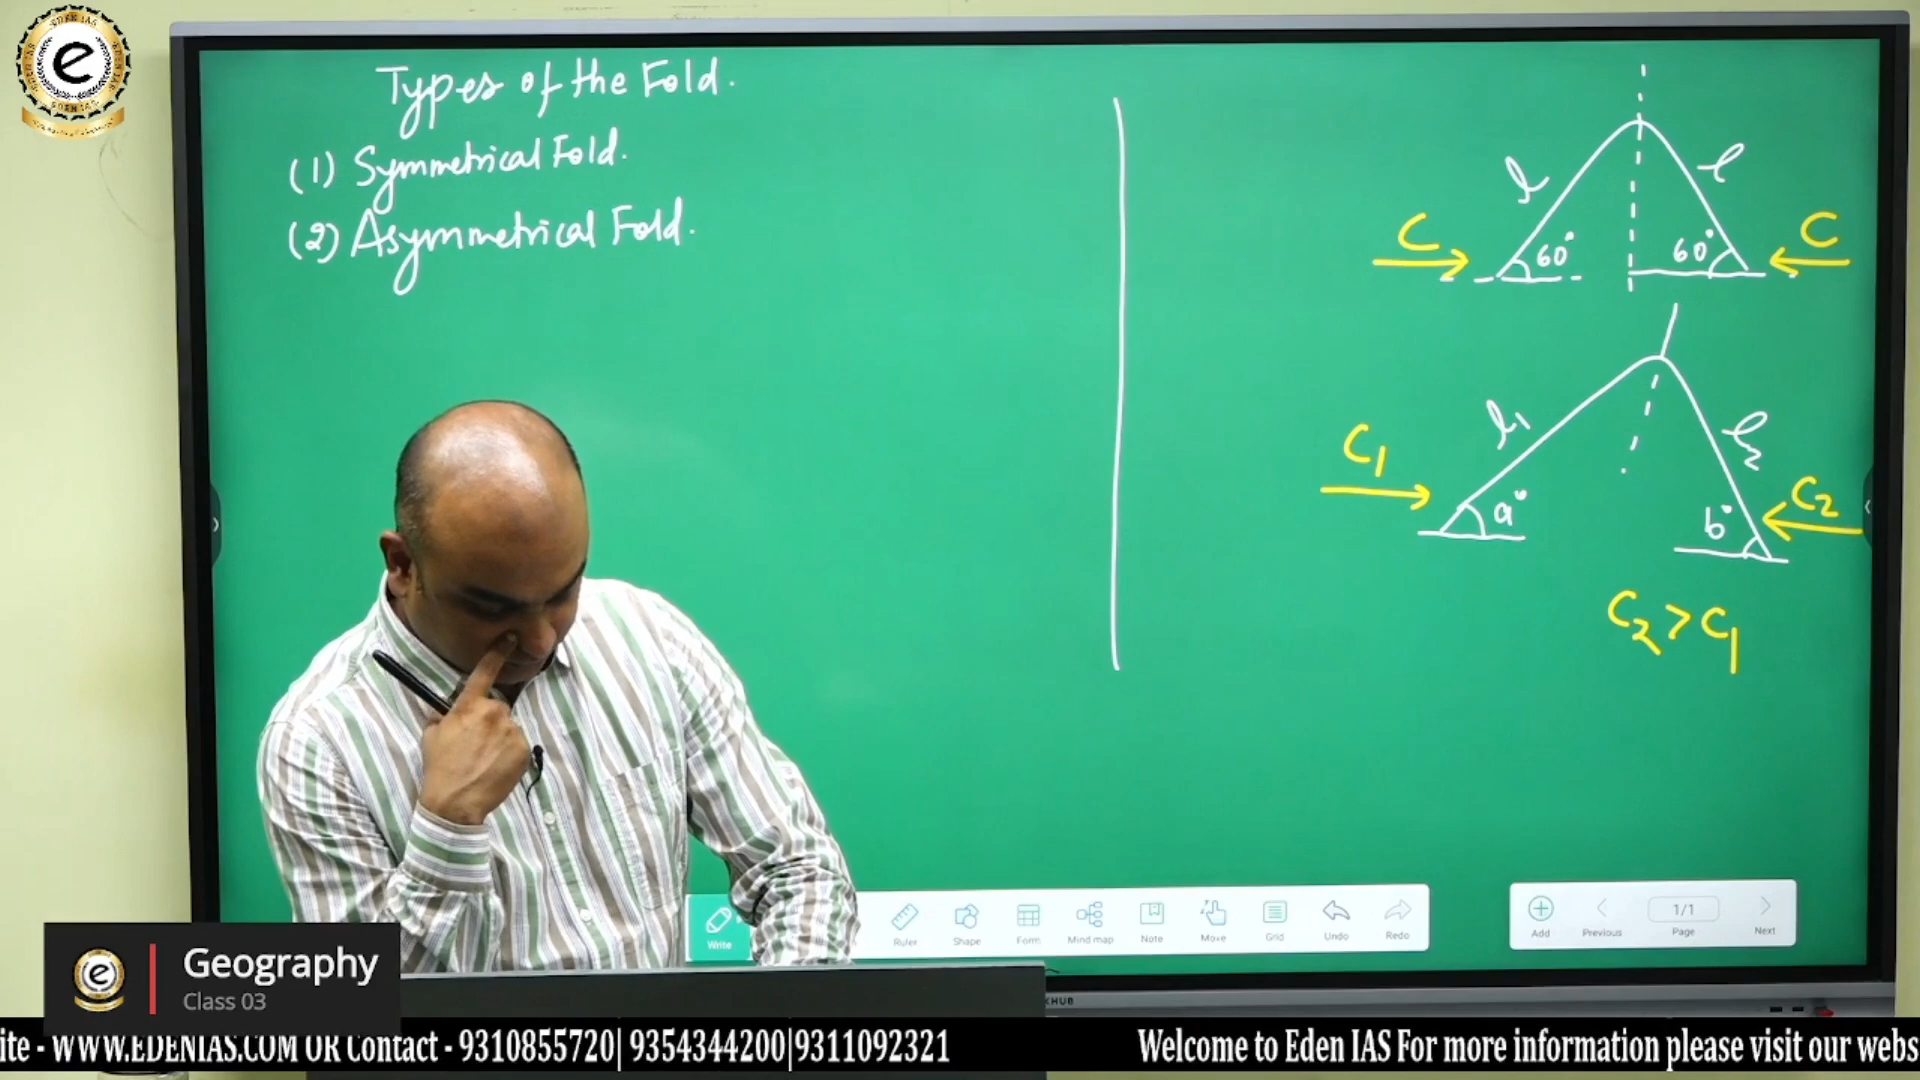 EDEN IAS
Types of the Fold.
(1) Symmetrical Fold.
(2) Asymmetrical Fold.
l
l
C
60°
60°
C
l1
l2
C1
a°
b°
C2
C2 > C1
Write
Ruler
Shape
Form
Mind map
Note
Move
Grid
Undo
Redo
Add
Previous
1/1
Page
Next
Geography
Class 03
ite - WWW.EDENIAS.COM OR Contact - 9310855720| 9354344200|9311092321 Welcome to Eden IAS For more information please visit our webs